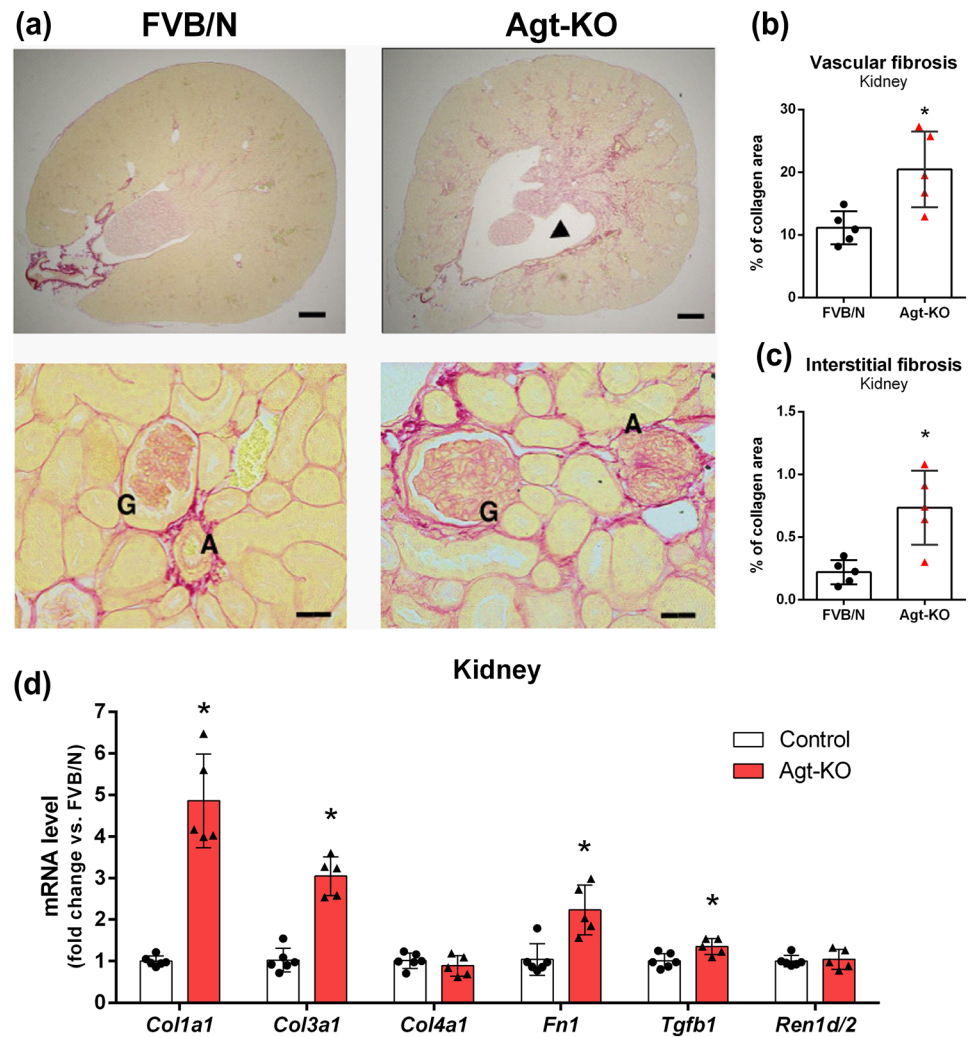 (a)
FVB/N
Agt-KO
G
A
G
A
(b)
Vascular fibrosis
Kidney
% of collagen area
30
20
10
0
*
FVB/N
Agt-KO
(c)
Interstitial fibrosis
Kidney
% of collagen area
1.5
1.0
0.5
0.0
*
FVB/N
Agt-KO
(d)
Kidney
mRNA level
(fold change vs. FVB/N)
7
6
5
4
3
2
1
0
*
*
*
*
Control
Agt-KO
Col1a1
Col3a1
Col4a1
Fn1
Tgfb1
Ren1d/2